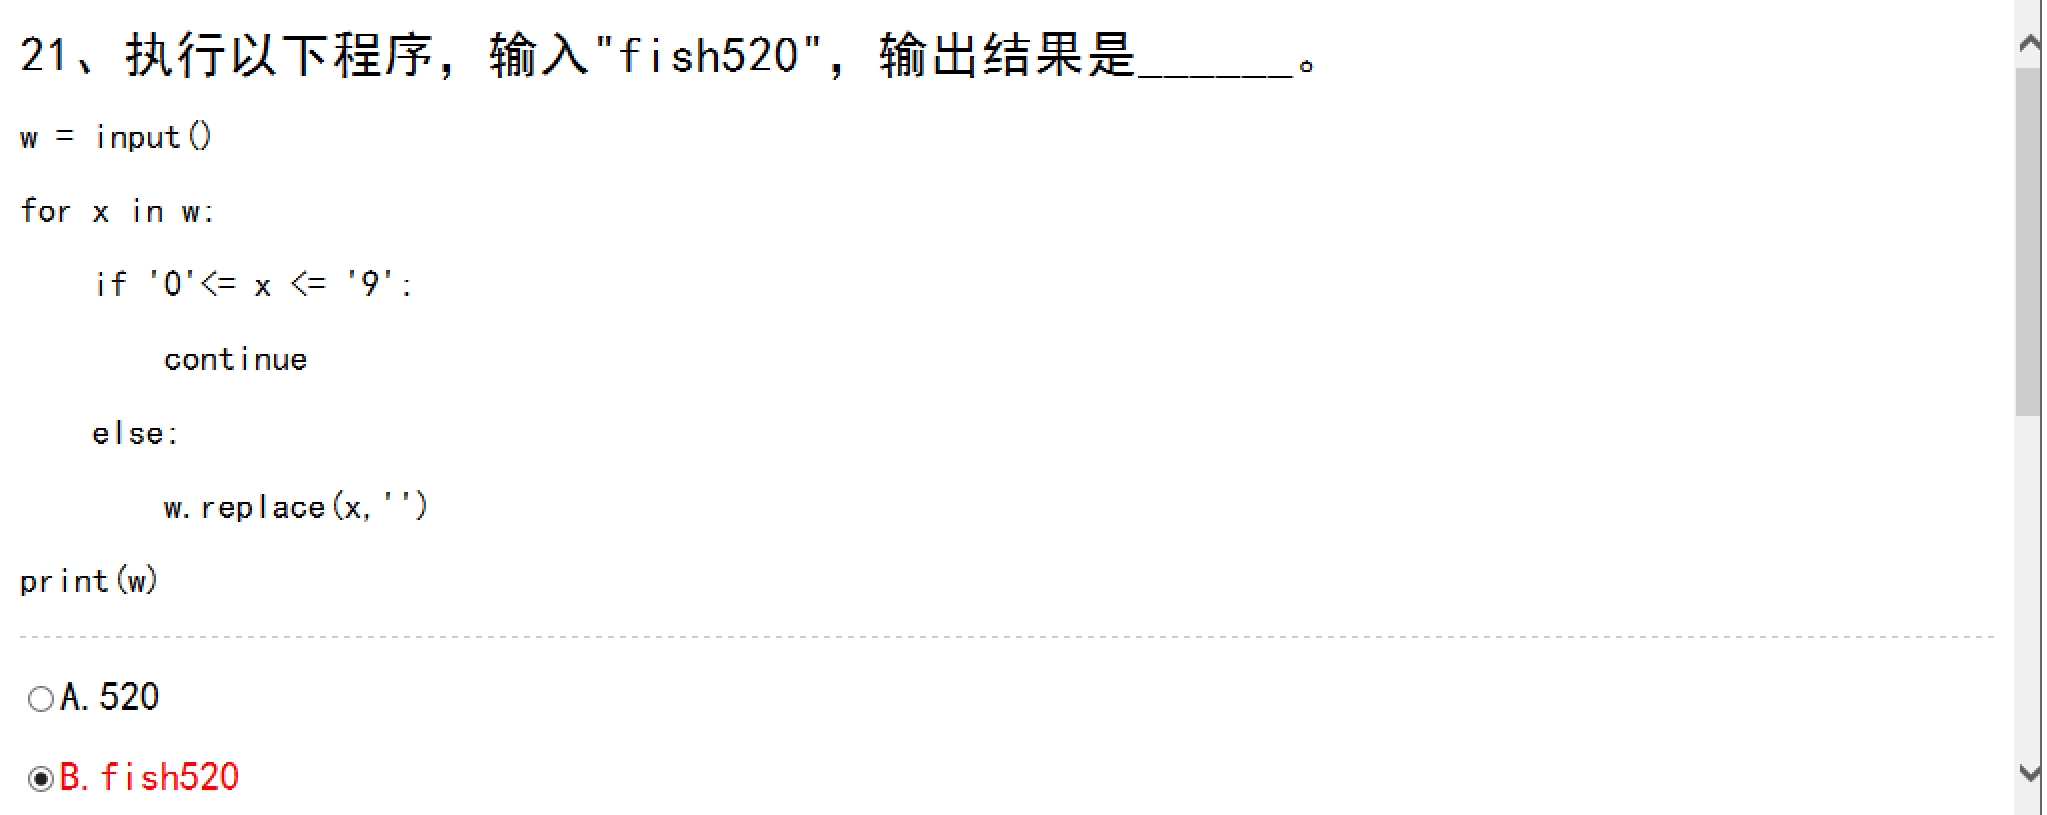 21、执行以下程序，输入"fish520"，输出结果是______。
w = input()
for x in w:
    if '0'<= x <= '9':
        continue
    else:
        w.replace(x,'')
print(w)
A. 520
B. fish520